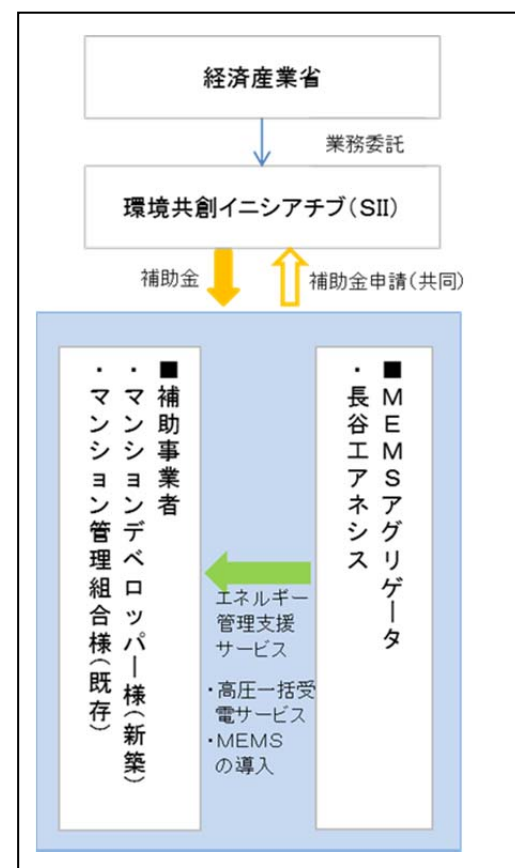 経済産業省
業務委託
環境共創イニシアチブ（SII）
補助金
補助金申請（共同）
■補助事業者
・マンションデベロッパー様（新築）
・マンション管理組合様（既存）
エネルギー
管理支援
サービス
・高圧一括受
電サービス
・MEMS
の導入
■MEMSアグリゲータ
・長谷工アネシス